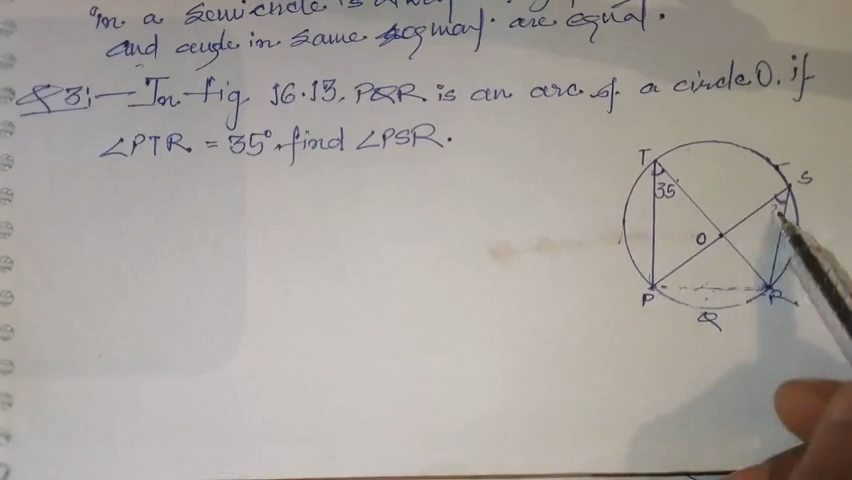 in a semicircle is
and angle in same segmant are equal.
Q3:— In fig 16.13. PQR is an arc of a circle O. if
∠PTR = 35° find ∠PSR.
T
S
35
?
O
P
R
Q